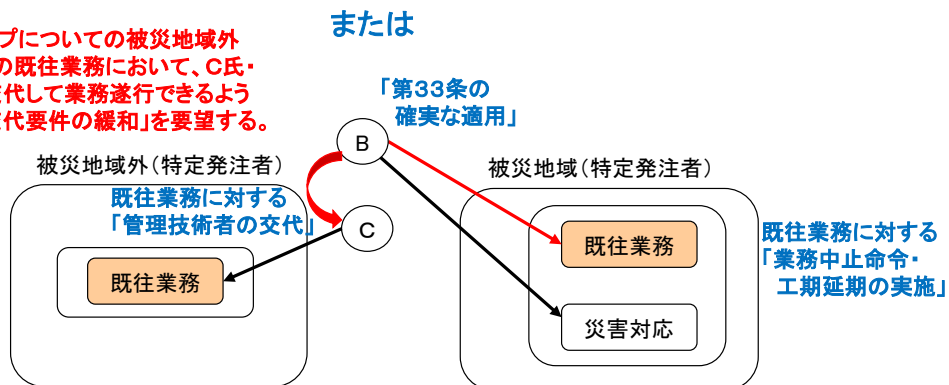 または
プについての被災地域外
の既往業務において、C氏・
代して業務遂行できるよう
代要件の緩和」を要望する。
「第33条の
確実な適用」
B
被災地域外(特定発注者)
被災地域(特定発注者)
既往業務に対する
「管理技術者の交代」
C
既往業務
既往業務
既往業務に対する
「業務中止命令・
工期延期の実施」
災害対応